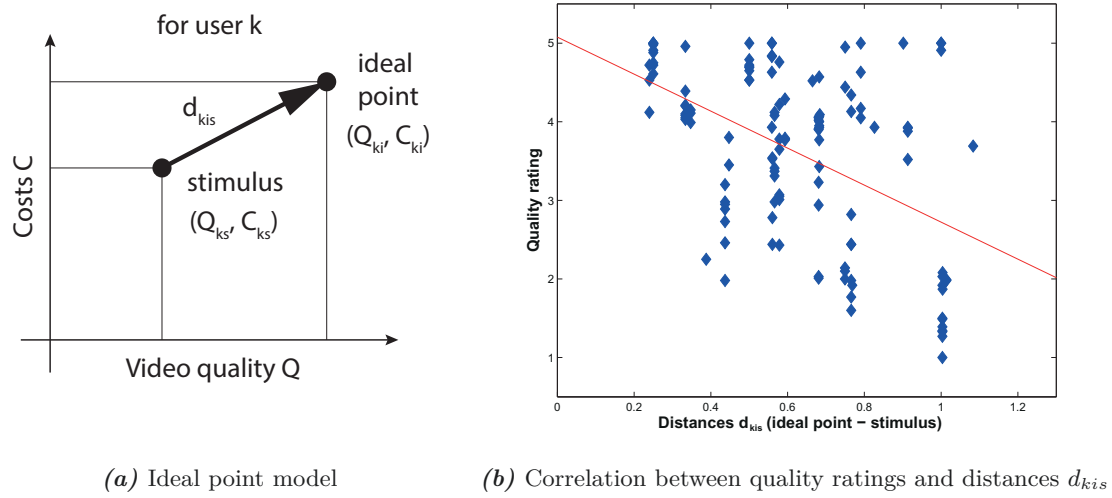 for user k
ideal
point
(Q_ki, C_ki)
d_kis
stimulus
(Q_ks, C_ks)
Costs C
Video quality Q
(a) Ideal point model
5
4
3
2
1
Quality rating
0
0.2
0.4
0.6
0.8
1
1.2
Distances d_kis (ideal point − stimulus)
(b) Correlation between quality ratings and distances d_kis